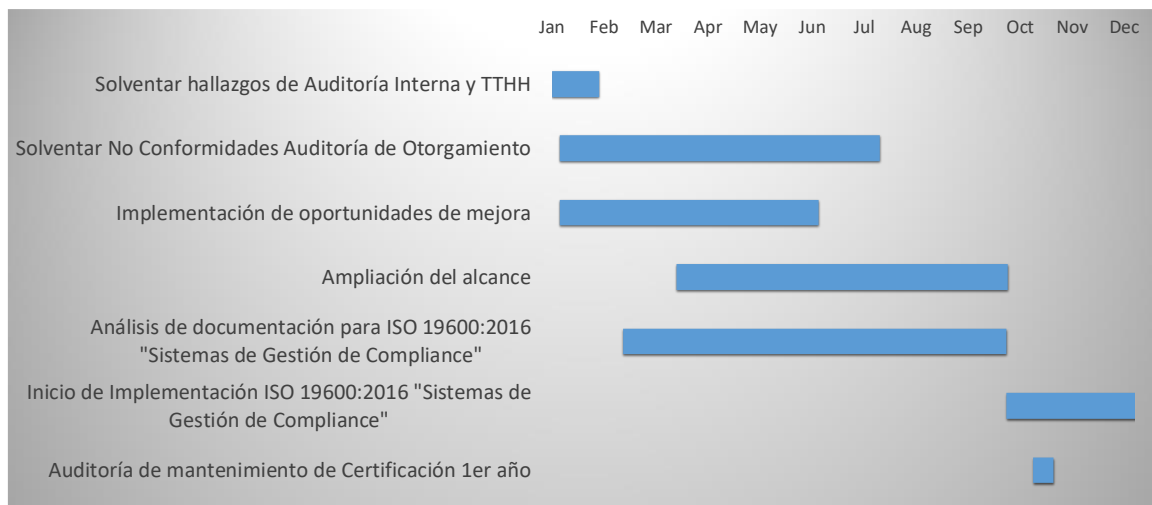 Jan Feb Mar Apr May Jun Jul Aug Sep Oct Nov Dec
Solventar hallazgos de Auditoría Interna y TTHH
Solventar No Conformidades Auditoría de Otorgamiento
Implementación de oportunidades de mejora
Ampliación del alcance
Análisis de documentación para ISO 19600:2016
"Sistemas de Gestión de Compliance"
Inicio de Implementación ISO 19600:2016 "Sistemas de
Gestión de Compliance"
Auditoría de mantenimiento de Certificación 1er año